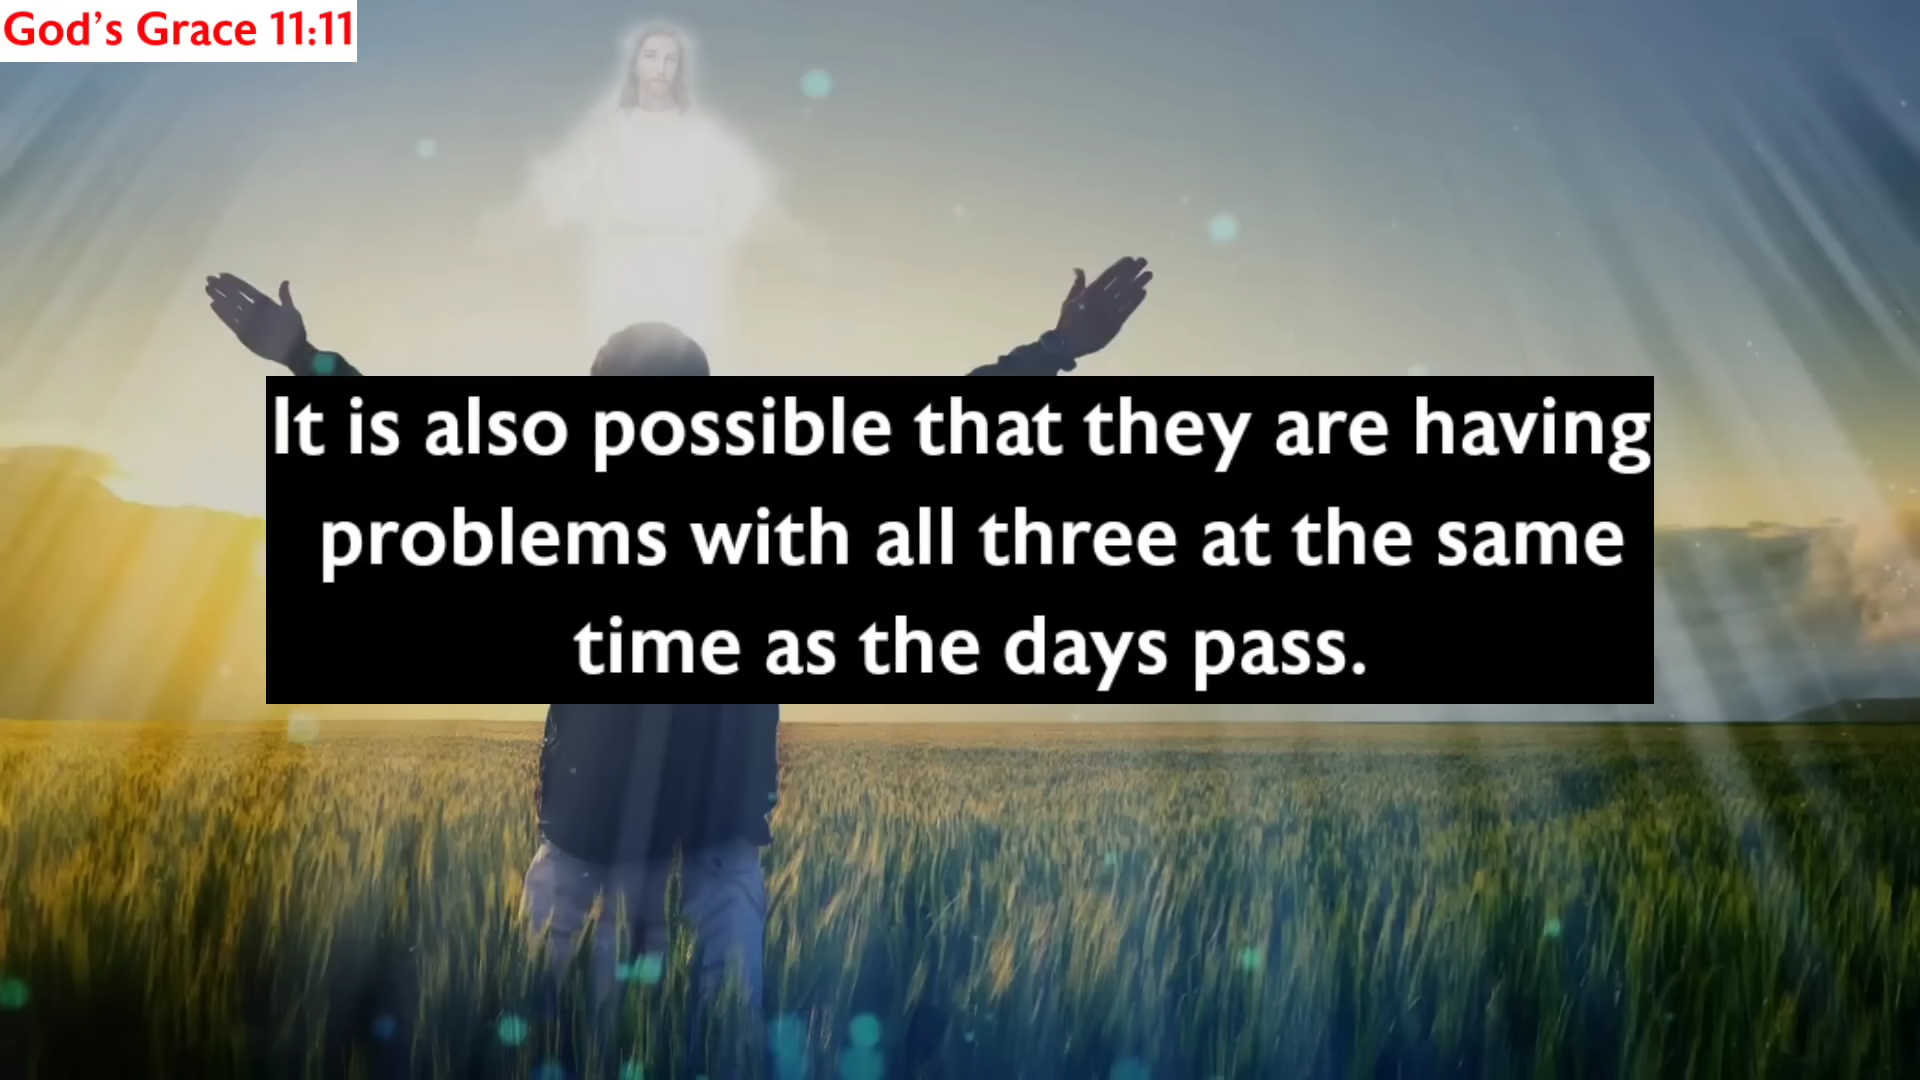 God’s Grace 11:11
It is also possible that they are having
problems with all three at the same
time as the days pass.